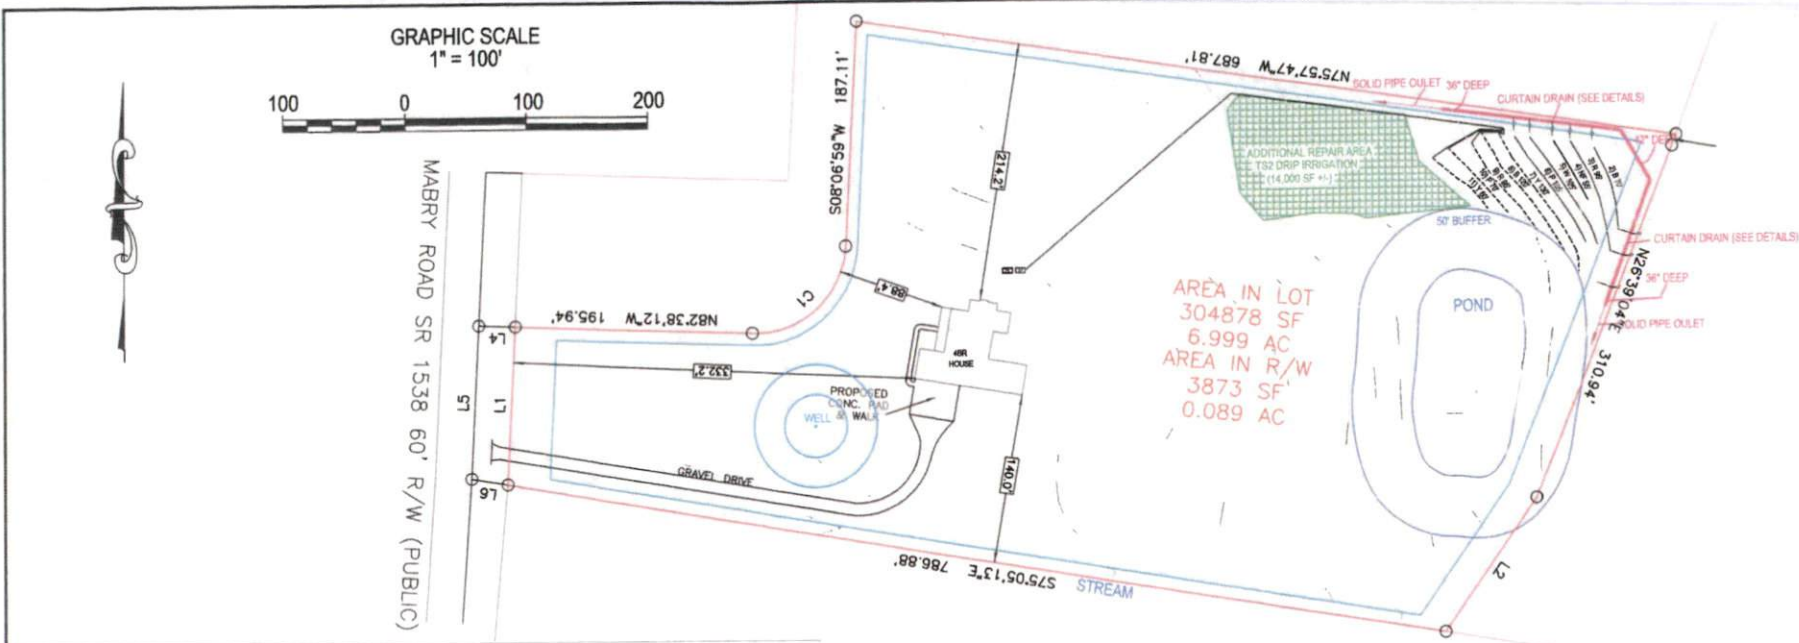 GRAPHIC SCALE
1" = 100'
100 0 100 200
MABRY ROAD SR 1538 60' R/W (PUBLIC)
N75°57'47"W 687.81'
SOLID PIPE OULET
36" DEEP
CURTAIN DRAIN (SEE DETAILS)
187.11'
214.2'
ADDITIONAL REPAIR AREA
TS2 DRIP IRRIGATION
(14,000 SF +/-)
50' BUFFER
CURTAIN DRAIN (SEE DETAILS)
36" DEEP
SOLID PIPE OULET
N26°39'04"E 310.94'
POND
C1
88.4'
AREA IN LOT
304878 SF
6.999 AC
AREA IN R/W
3873 SF
0.089 AC
N82°38'12"W 195.94'
L4
332.2'
4BR
HOUSE
PROPOSED
CONC. PAD
& WALK
WELL
L5
L1
GRAVEL DRIVE
140.0'
L6
S75°05'13"E 786.88'
STREAM
L2